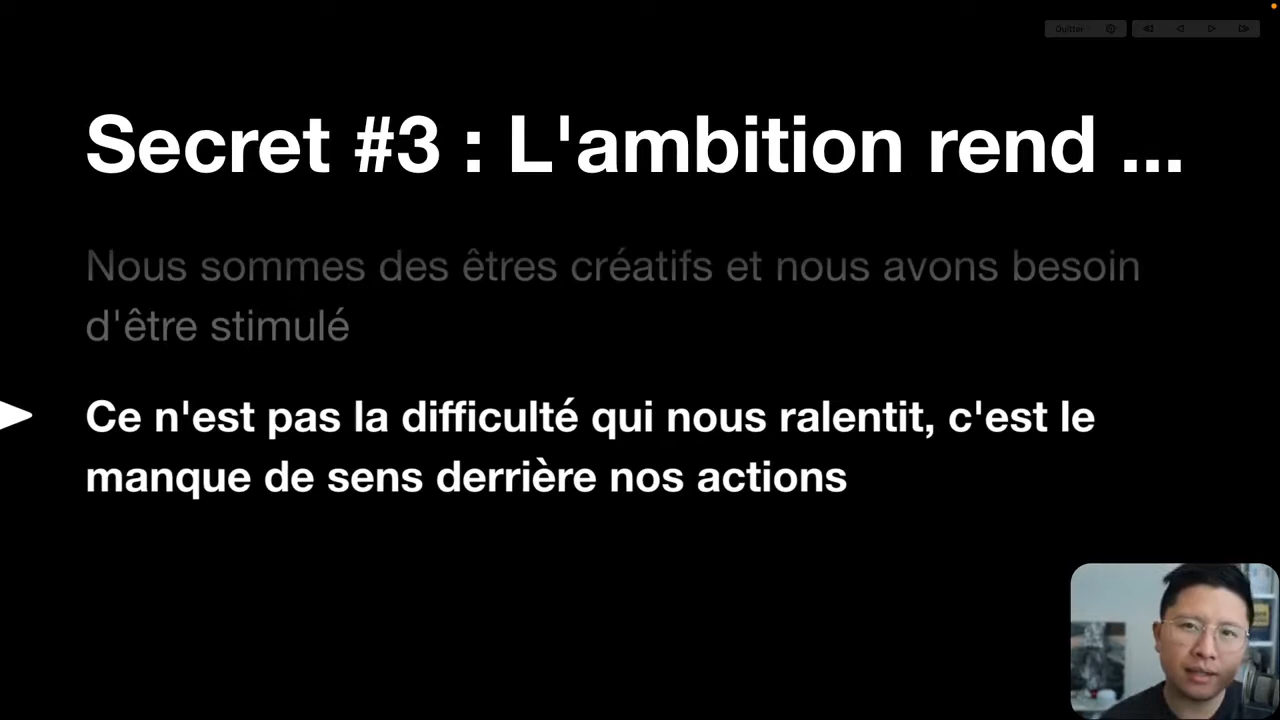 Quitter
Secret #3 : L'ambition rend ...
Nous sommes des êtres créatifs et nous avons besoin
d'être stimulé
Ce n'est pas la difficulté qui nous ralentit, c'est le
manque de sens derrière nos actions